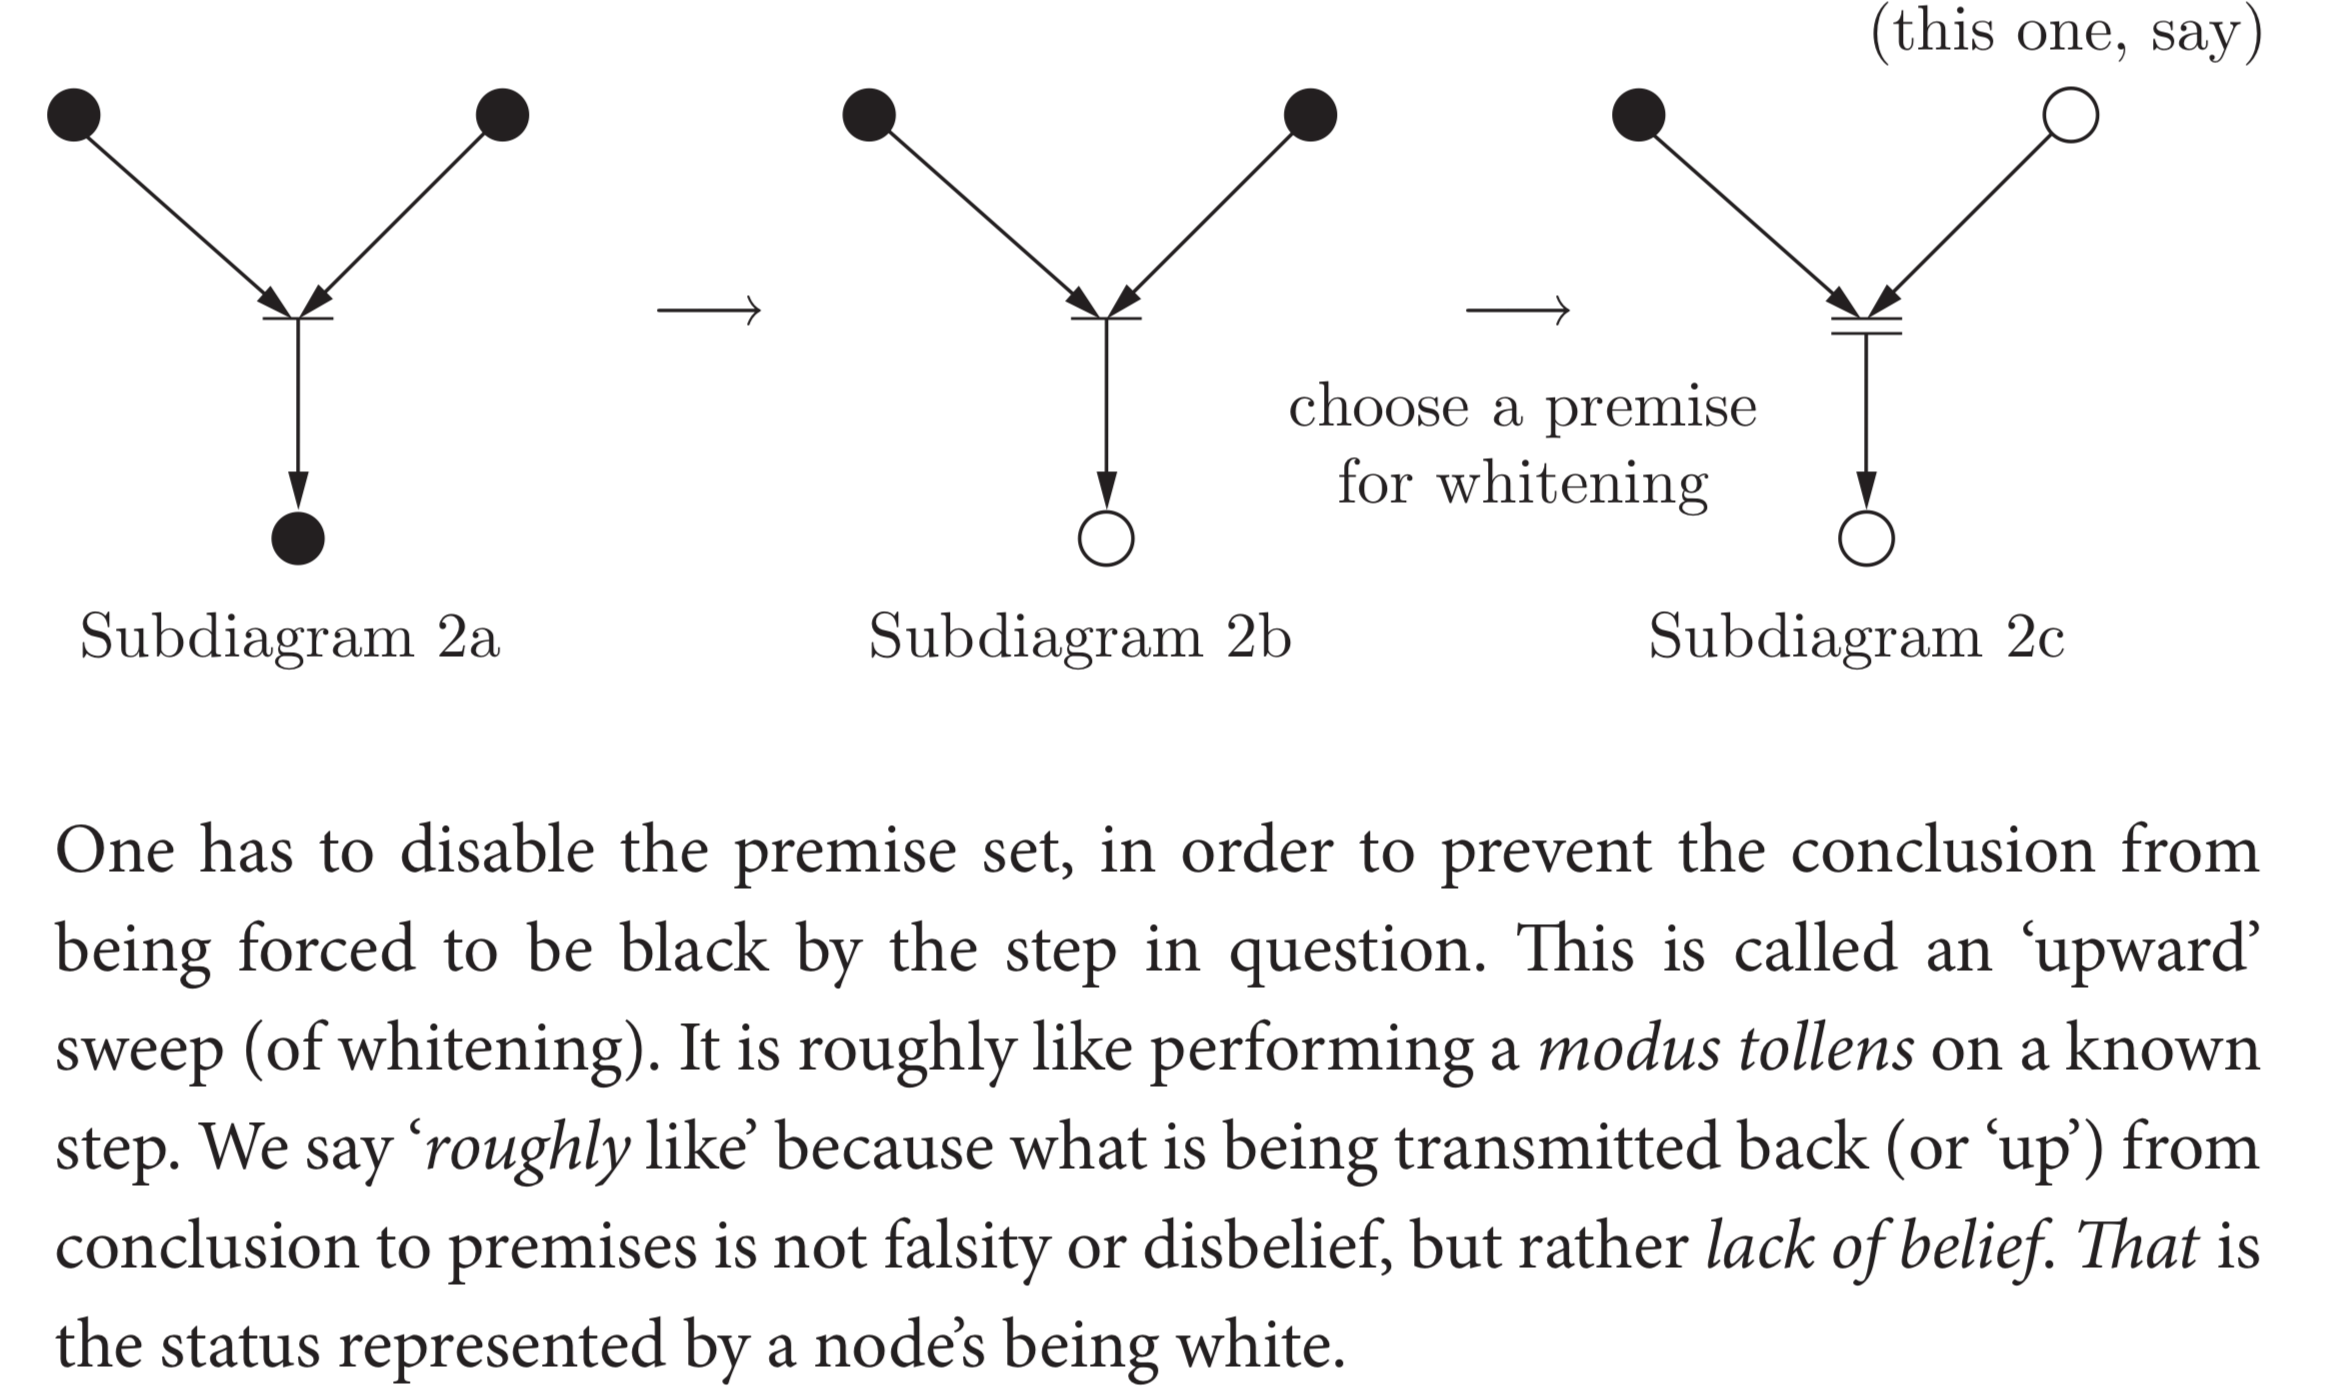 (this one, say)
choose a premise
for whitening
Subdiagram 2a
Subdiagram 2b
Subdiagram 2c
One has to disable the premise set, in order to prevent the conclusion from
being forced to be black by the step in question. This is called an ‘upward’
sweep (of whitening). It is roughly like performing a modus tollens on a known
step. We say ‘roughly like’ because what is being transmitted back (or ‘up’) from
conclusion to premises is not falsity or disbelief, but rather lack of belief. That is
the status represented by a node’s being white.